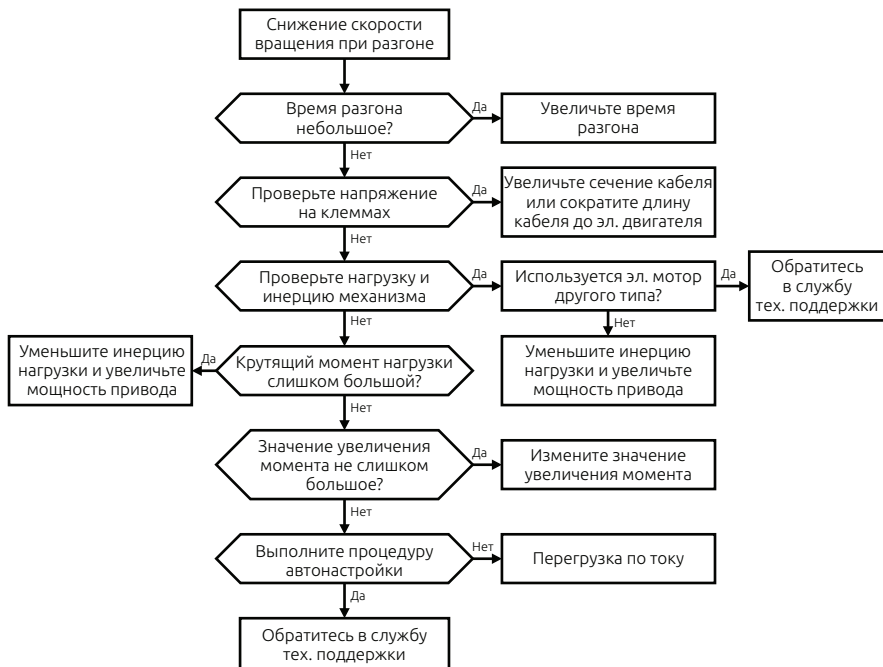 Снижение скорости
вращения при разгоне
Время разгона
небольшое?
Да
Увеличьте время
разгона
Нет
Проверьте напряжение
на клеммах
Да
Увеличьте сечение кабеля
или сократите длину
кабеля до эл. двигателя
Нет
Проверьте нагрузку и
инерцию механизма
Да
Используется эл. мотор
другого типа?
Да
Обратитесь
в службу
тех. поддержки
Нет
Нет
Уменьшите инерцию
нагрузки и увеличьте
мощность привода
Да
Крутящий момент нагрузки
слишком большой?
Уменьшите инерцию
нагрузки и увеличьте
мощность привода
Нет
Значение увеличения
момента не слишком
большое?
Да
Измените значение
увеличения момента
Нет
Выполните процедуру
автонастройки
Нет
Перегрузка по току
Да
Обратитесь в службу
тех. поддержки